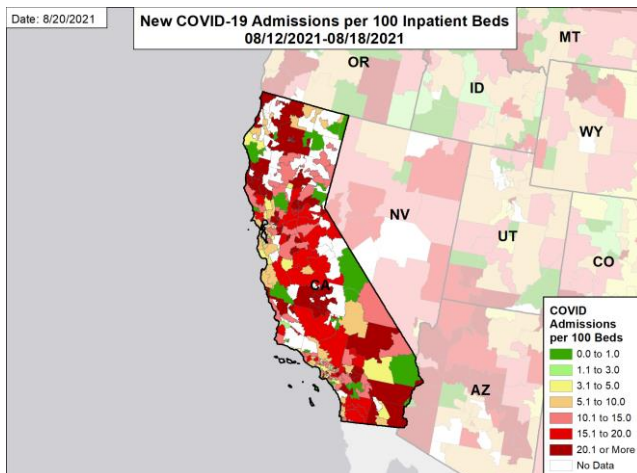 Date: 8/20/2021
New COVID-19 Admissions per 100 Inpatient Beds
08/12/2021-08/18/2021
MT
OR
ID
WY
NV
UT
CO
CA
AZ
COVID
Admissions
per 100 Beds
0.0 to 1.0
1.1 to 3.0
3.1 to 5.0
5.1 to 10.0
10.1 to 15.0
15.1 to 20.0
20.1 or More
No Data